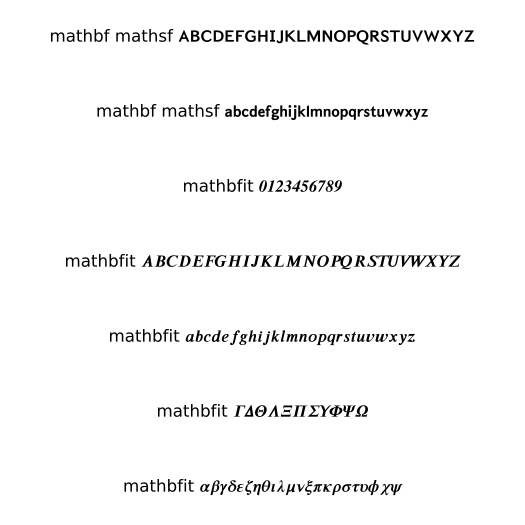 mathbf mathsf ABCDEFGHIJKLMNOPQRSTUVWXYZ
mathbf mathsf abcdefghijklmnopqrstuvwxyz
mathbfit 0123456789
mathbfit ABCDEFGHIJKLMNOPQRSTUVWXYZ
mathbfit abcdefghijklmnopqrstuvwxyz
mathbfit ΓΔΘΛΞΠΣΥΦΨΩ
mathbfit αβγδεζηθιλμνξπκρστυϕχψ